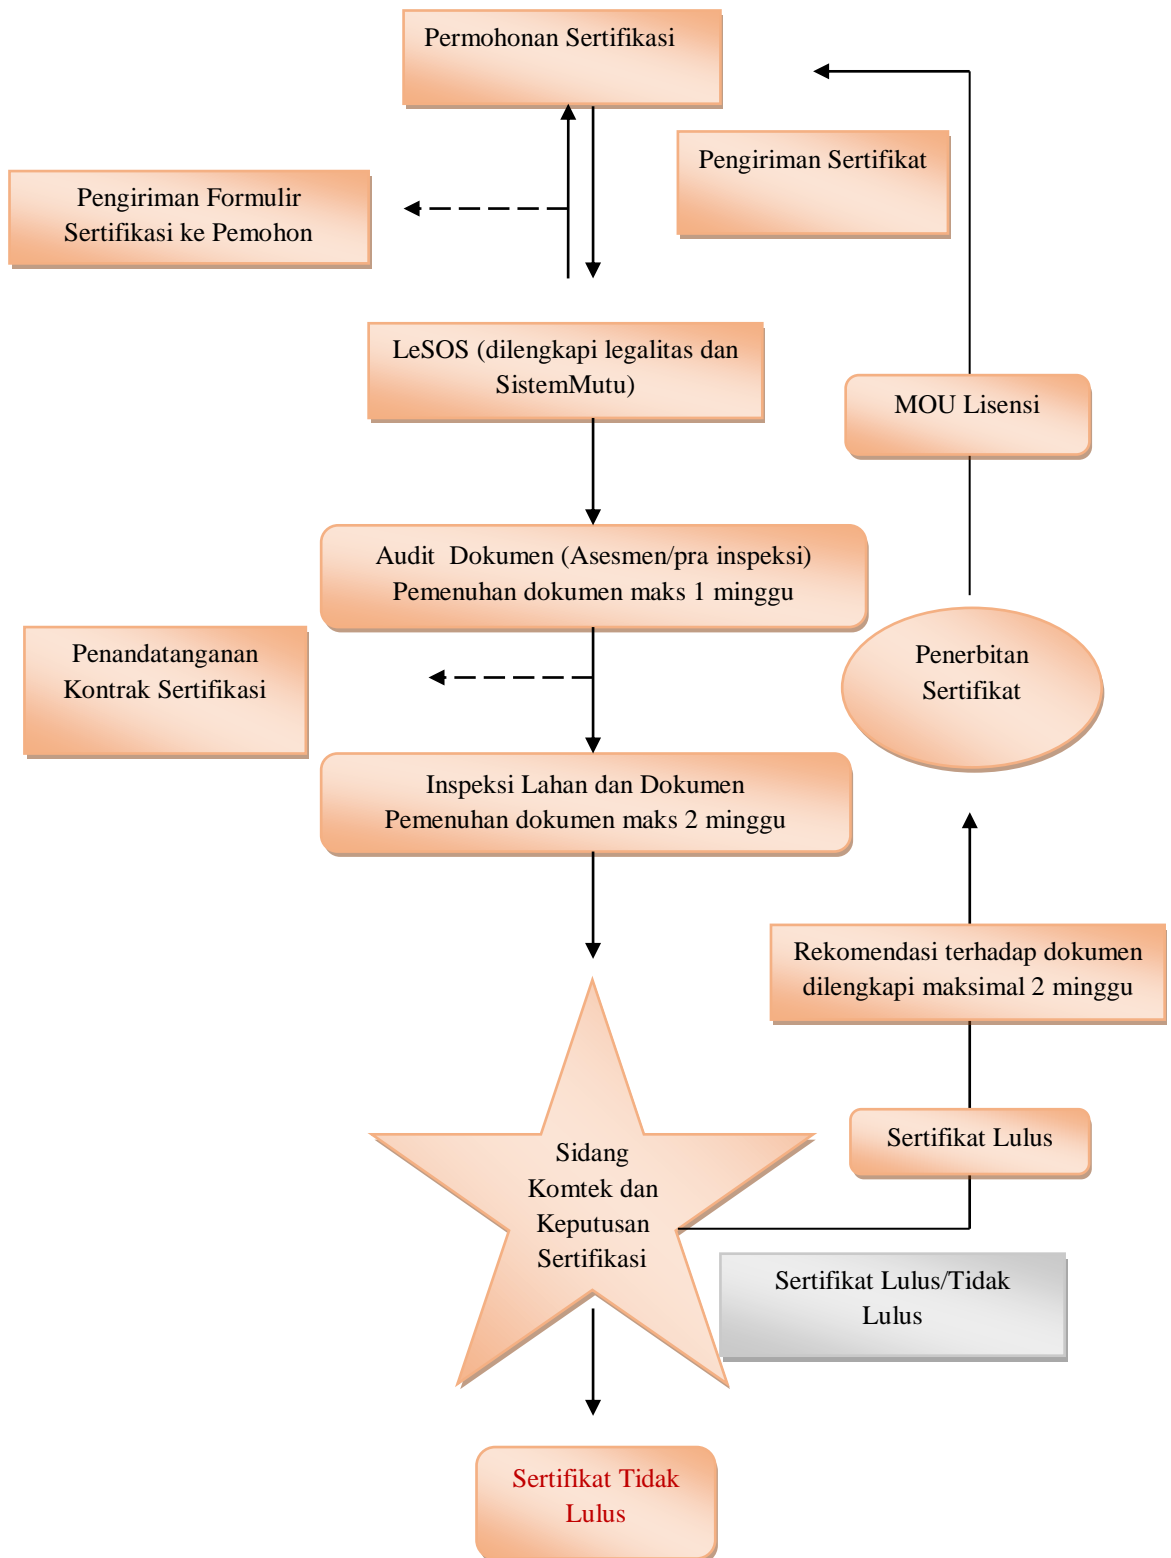 Permohonan Sertifikasi
Pengiriman Sertifikat
Pengiriman Formulir
Sertifikasi ke Pemohon
LeSOS (dilengkapi legalitas dan
SistemMutu)
MOU Lisensi
Audit  Dokumen (Asesmen/pra inspeksi)
Pemenuhan dokumen maks 1 minggu
Penandatanganan
Kontrak Sertifikasi
Penerbitan
Sertifikat
Inspeksi Lahan dan Dokumen
Pemenuhan dokumen maks 2 minggu
Rekomendasi terhadap dokumen
dilengkapi maksimal 2 minggu
Sertifikat Lulus
Sidang
Komtek dan
Keputusan
Sertifikasi
Sertifikat Lulus/Tidak
Lulus
Sertifikat Tidak
Lulus